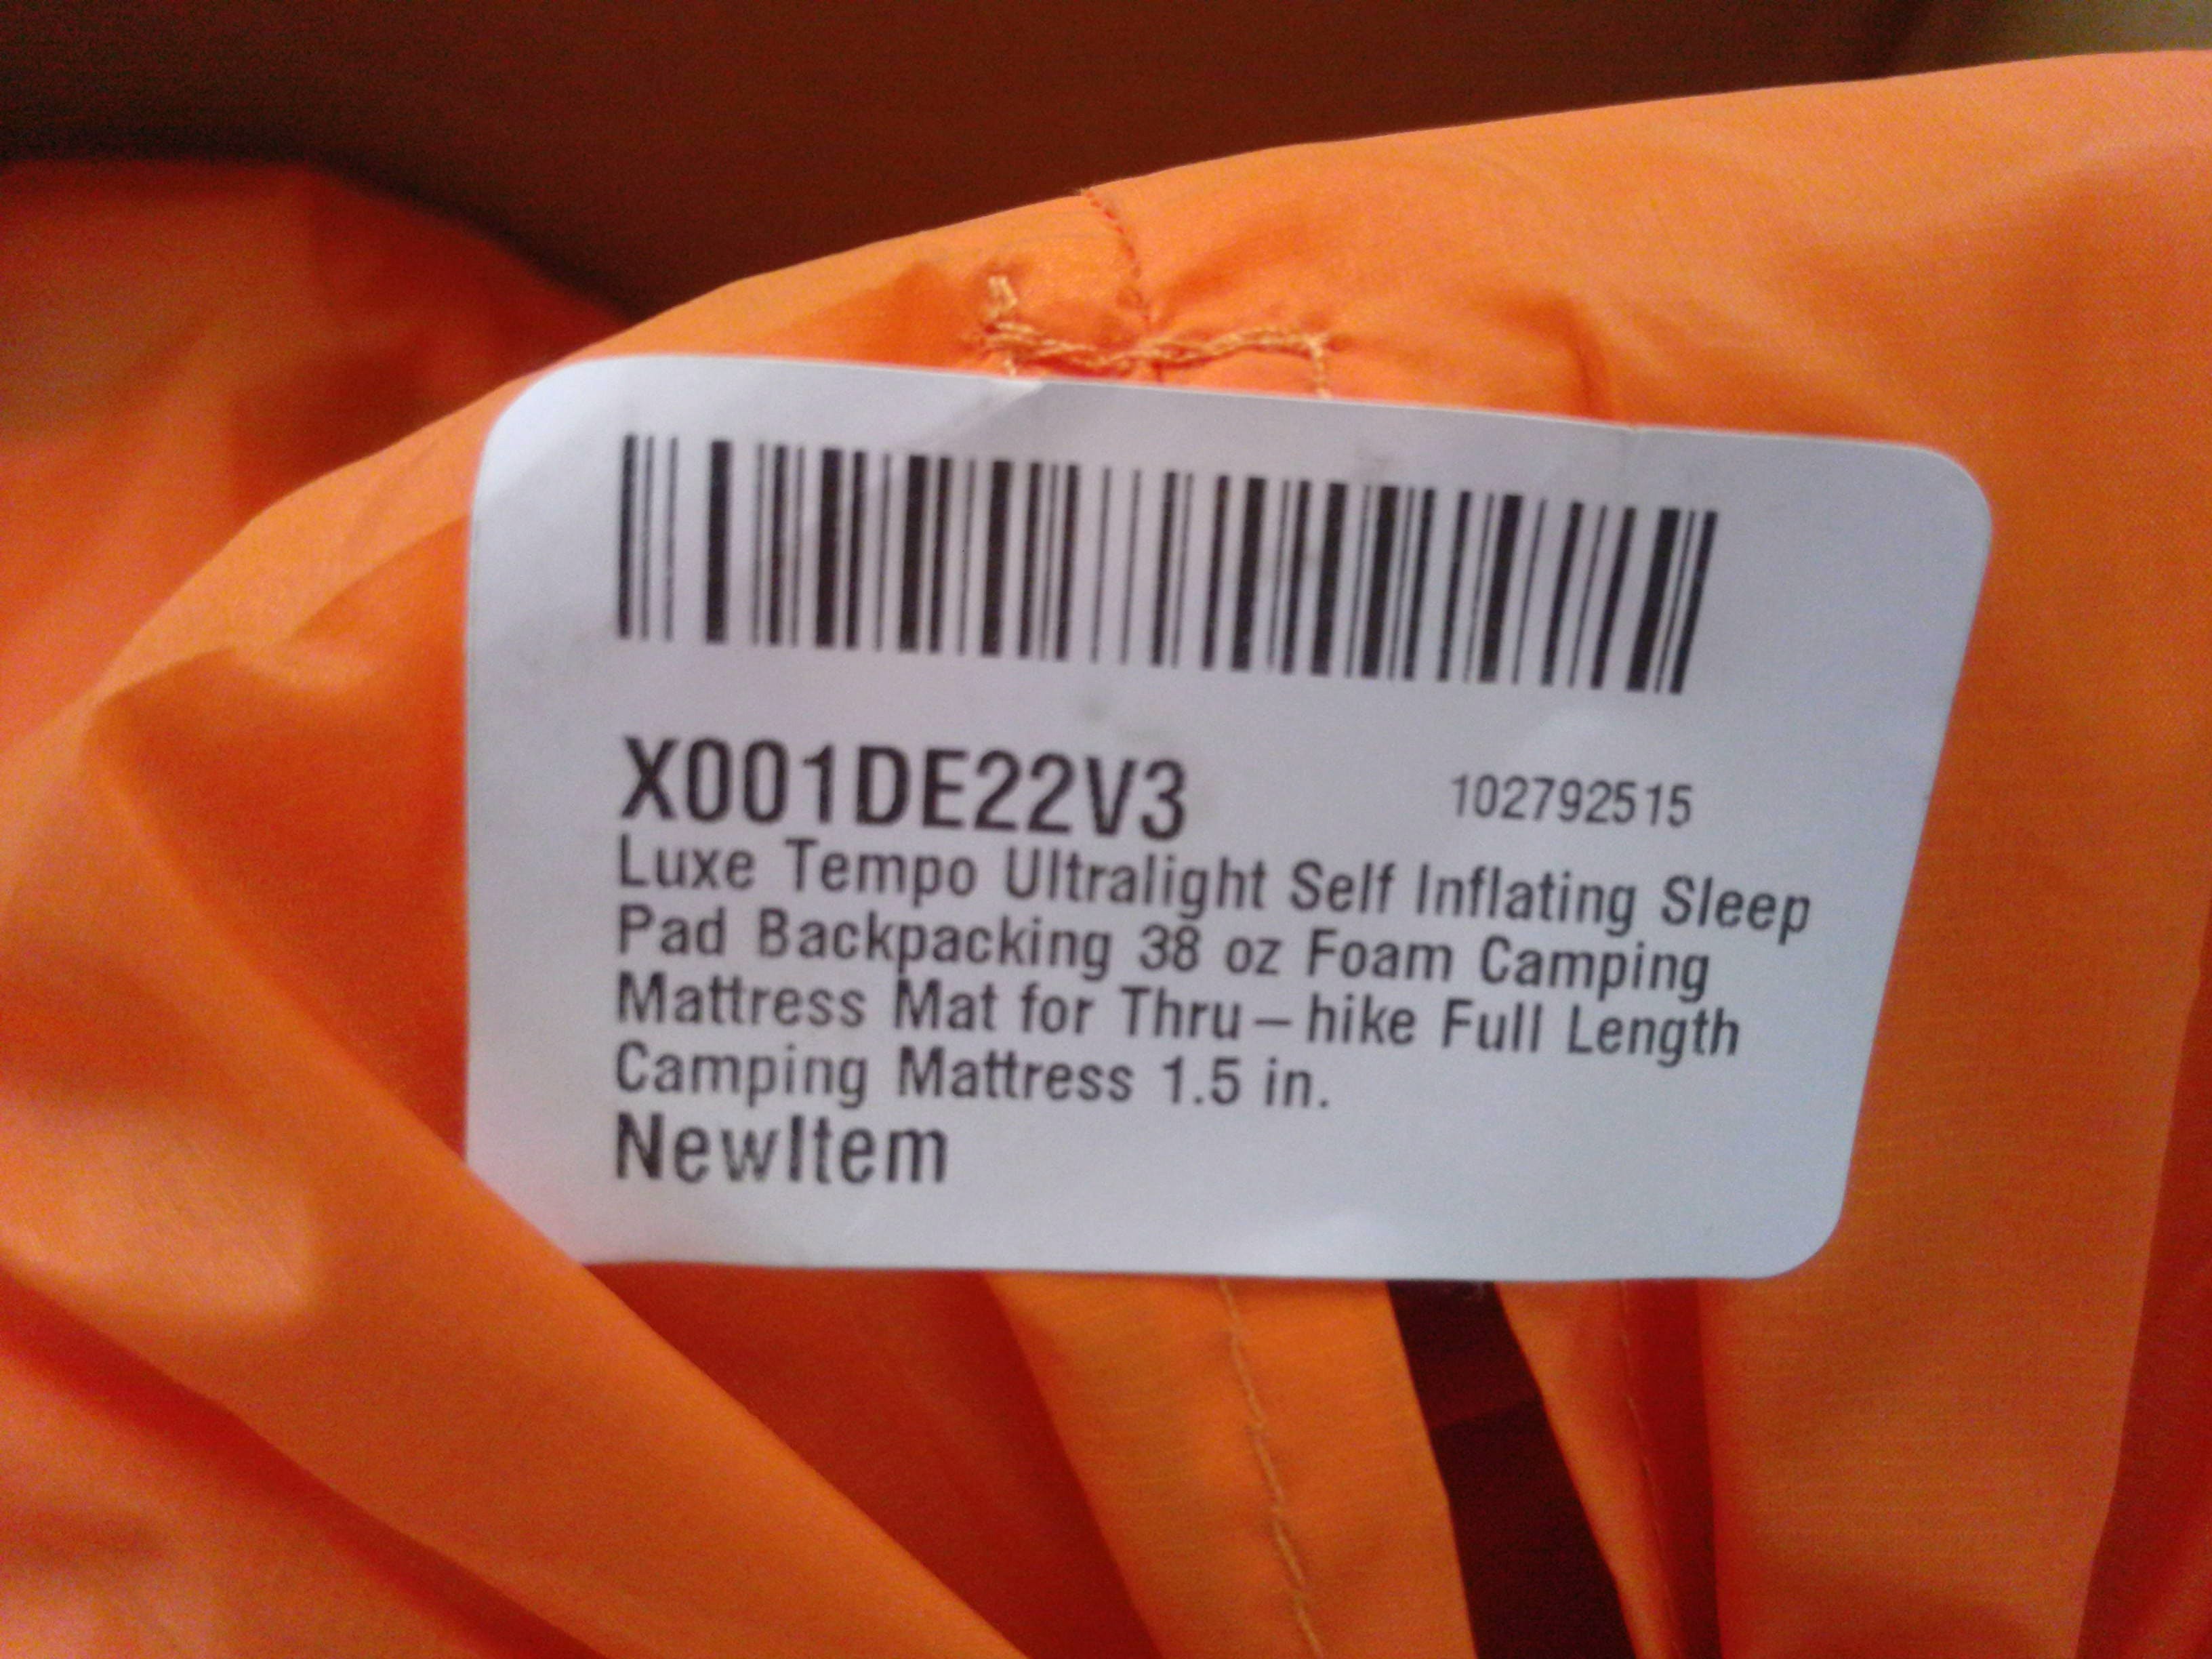 X001DE22V3 102792515
Luxe Tempo Ultralight Self Inflating Sleep
Pad Backpacking 38 oz Foam Camping
Mattress Mat for Thru-hike Full Length
Camping Mattress 1.5 in.
NewItem